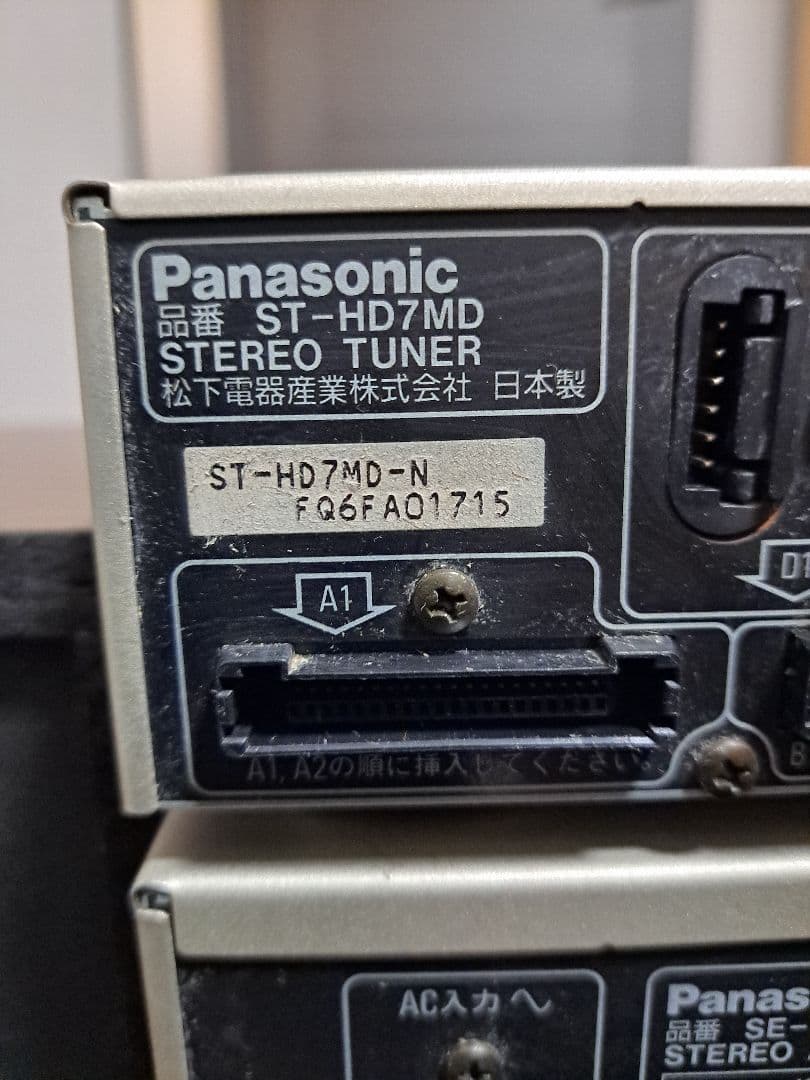 Panasonic
品番 ST-HD7MD
STEREO TUNER
松下電器産業株式会社 日本製
ST-HD7MD-N
FQ6FA01715
A1
D1
A1, A2の順に挿入してください。
B
AC入力へ
Panas
品番 SE-
STEREO